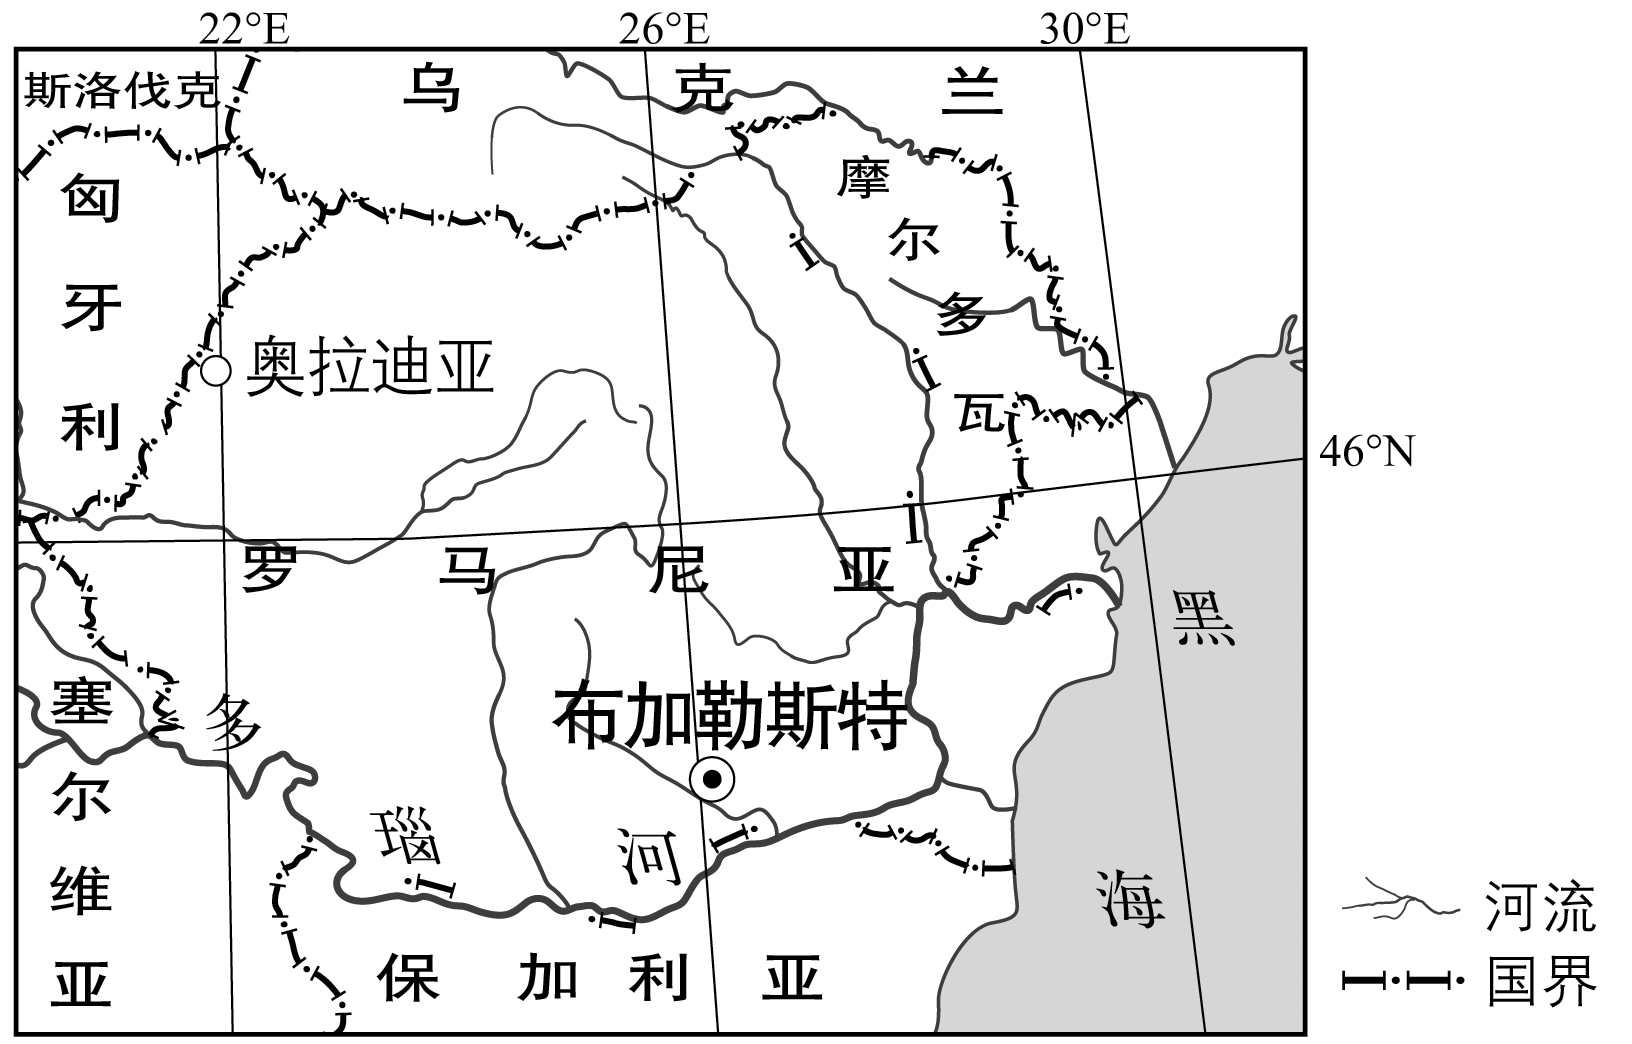 22°E 26°E 30°E
斯洛伐克
乌克兰
匈牙利
摩尔多瓦
奥拉迪亚
46°N
罗马尼亚
黑海
塞尔维亚
多瑙河
布加勒斯特
保加利亚
河流
国界